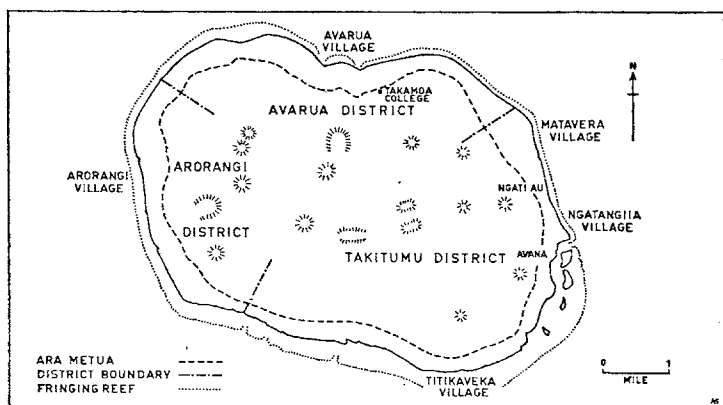 AVARUA
VILLAGE
N
TAKAMOA
COLLEGE
AVARUA DISTRICT
MATAVERA
VILLAGE
ARORANGI
VILLAGE
ARORANGI
NGATI AU
NGATANGIIA
VILLAGE
DISTRICT
TAKITUMU DISTRICT
AVANA
ARA METUA
DISTRICT BOUNDARY
FRINGING REEF
TITIKAVEKA
VILLAGE
0 1
MILE